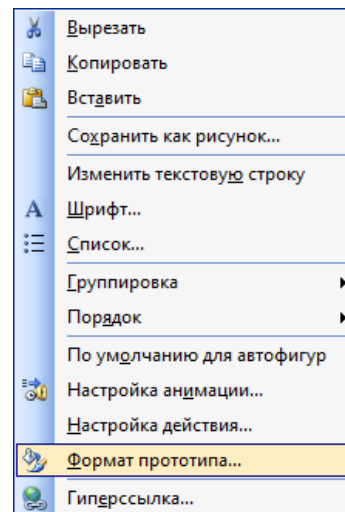 Вырезать
Копировать
Вставить
Сохранить как рисунок...
Изменить текстовую строку
Шрифт...
Список...
Группировка
Порядок
По умолчанию для автофигур
Настройка анимации...
Настройка действия...
Формат прототипа...
Гиперссылка...